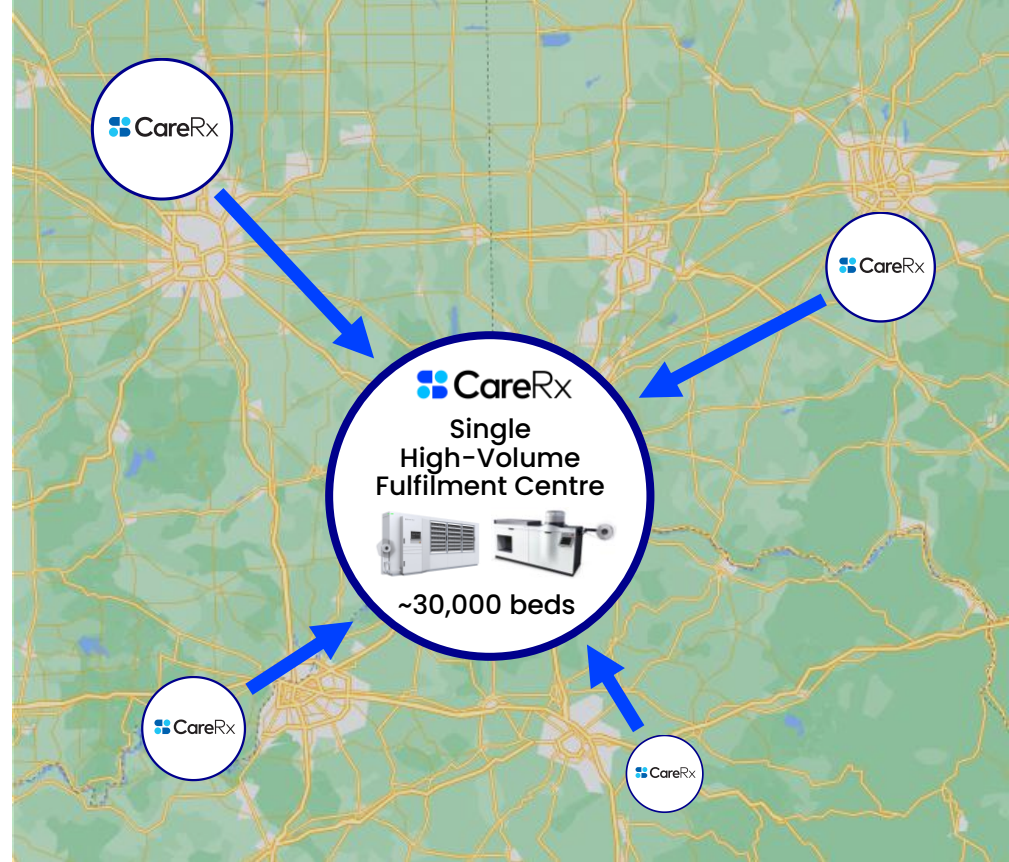 CareRx
CareRx
CareRx
Single
High-Volume
Fulfilment Centre
~30,000 beds
CareRx
CareRx